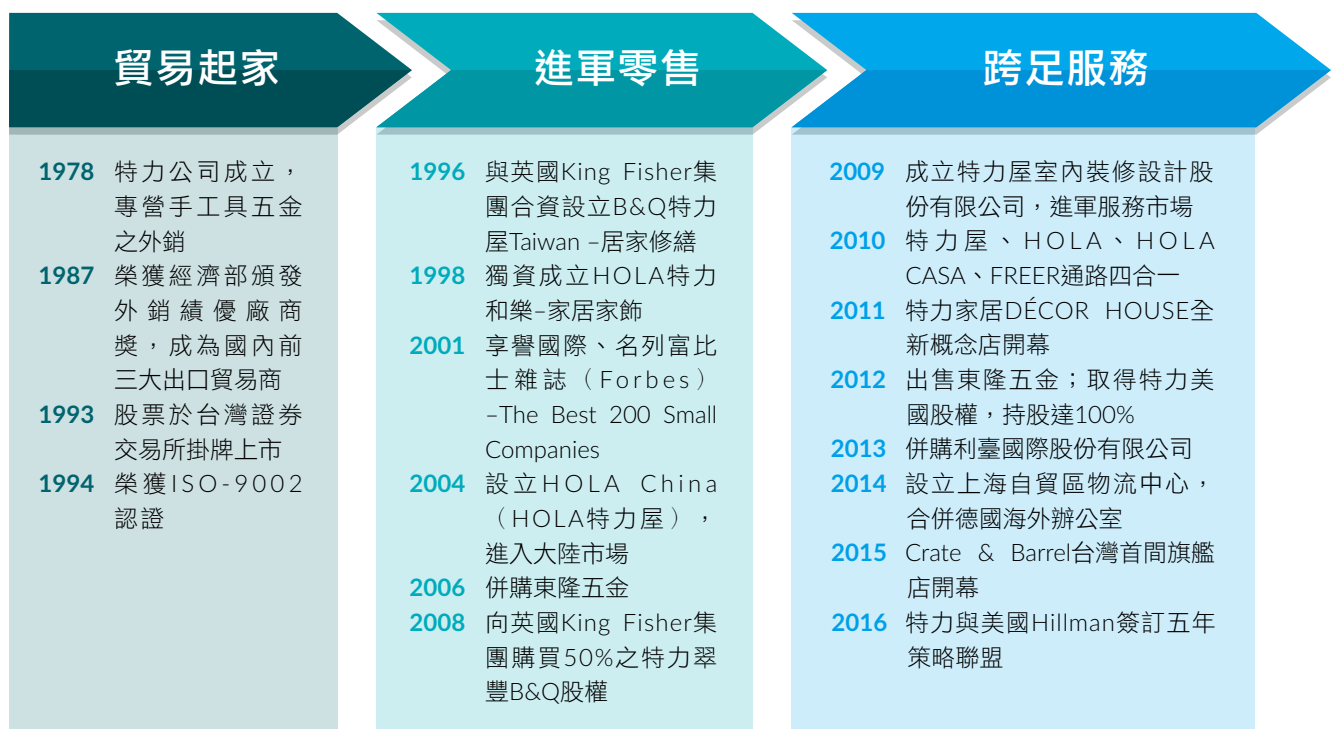 貿易起家
1978 特力公司成立，
專營手工具五金
之外銷
1987 榮獲經濟部頒發
外銷績優廠商
獎，成為國內前
三大出口貿易商
1993 股票於台灣證券
交易所掛牌上市
1994 榮獲ISO-9002
認證
進軍零售
1996 與英國King Fisher集
團合資設立B&Q特力
屋Taiwan –居家修繕
1998 獨資成立HOLA特力
和樂–家居家飾
2001 享譽國際、名列富比
士雜誌（Forbes）
–The Best 200 Small
Companies
2004 設立HOLA China
（HOLA特力屋），
進入大陸市場
2006 併購東隆五金
2008 向英國King Fisher集
團購買50%之特力翠
豐B&Q股權
跨足服務
2009 成立特力屋室內裝修設計股
份有限公司，進軍服務市場
2010 特力屋、HOLA、HOLA
CASA、FREER通路四合一
2011 特力家居DÉCOR HOUSE全
新概念店開幕
2012 出售東隆五金；取得特力美
國股權，持股達100%
2013 併購利臺國際股份有限公司
2014 設立上海自貿區物流中心，
合併德國海外辦公室
2015 Crate & Barrel台灣首間旗艦
店開幕
2016 特力與美國Hillman簽訂五年
策略聯盟